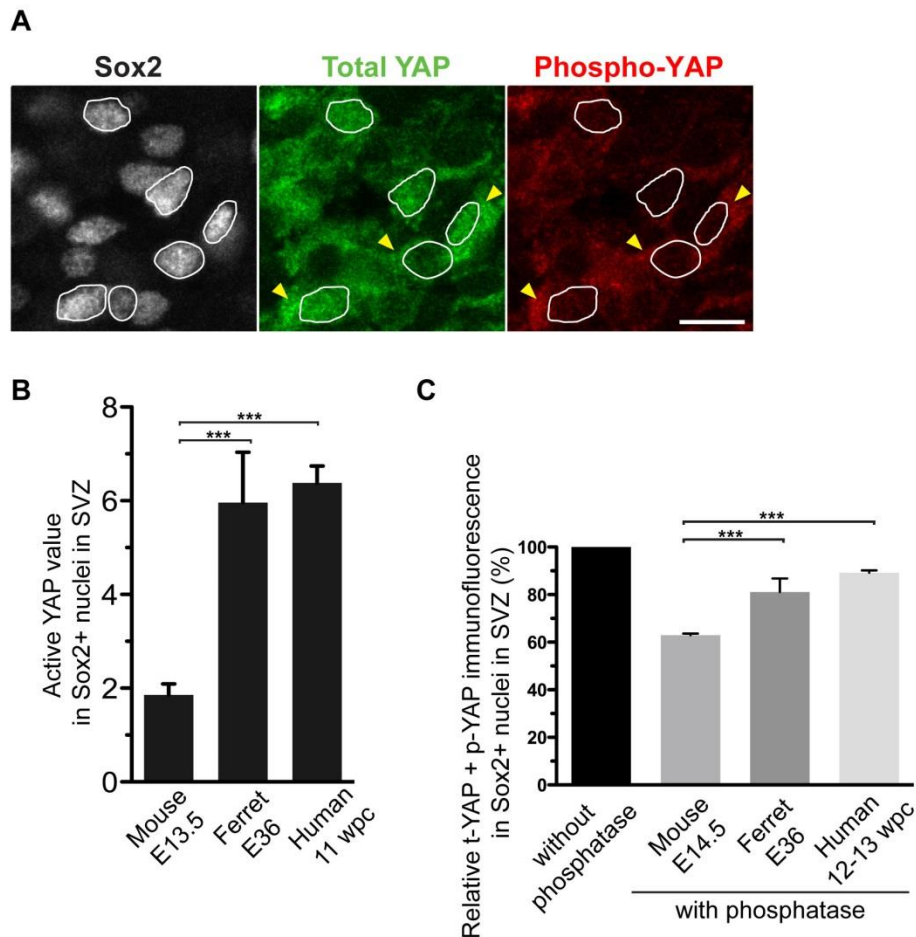 A
Sox2 Total YAP Phospho-YAP
B
Active YAP value
in Sox2+ nuclei in SVZ
8
6
4
2
0
***
***
Mouse
E13.5
Ferret
E36
Human
11 wpc
C
Relative t-YAP + p-YAP immunofluorescence
in Sox2+ nuclei in SVZ (%)
100
80
60
40
20
0
***
***
without
phosphatase
Mouse
E14.5
Ferret
E36
Human
12-13 wpc
with phosphatase